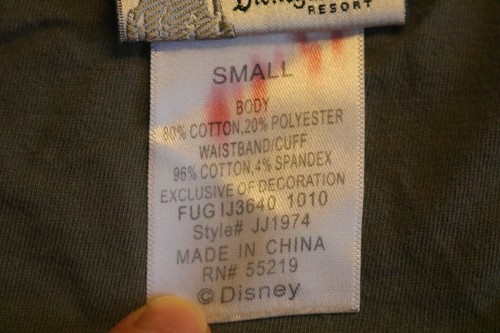 RESORT
SMALL
BODY
80% COTTON,20% POLYESTER
WAISTBAND/CUFF
96% COTTON,4% SPANDEX
EXCLUSIVE OF DECORATION
FUG IJ3640 1010
Style# JJ1974
MADE IN CHINA
RN# 55219
© Disney